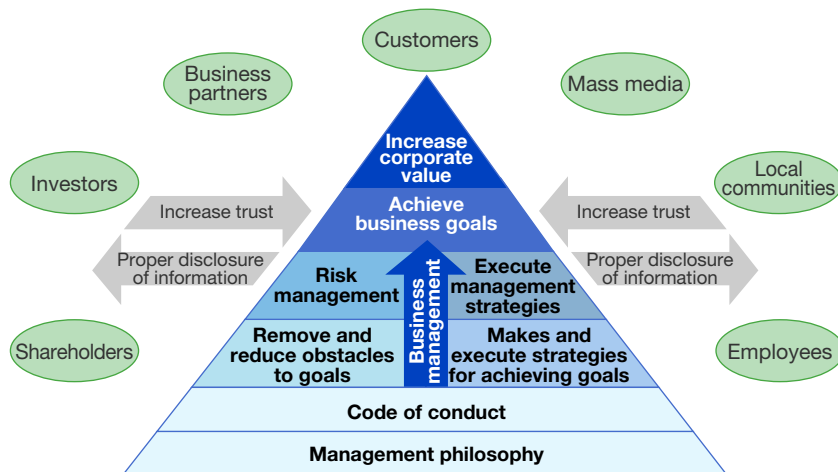 Customers
Business
partners
Mass media
Increase
corporate
value
Investors
Local
communities
Increase trust
Achieve
business goals
Increase trust
Proper disclosure
of information
Risk
management
Business
management
Execute
management
strategies
Proper disclosure
of information
Shareholders
Remove and
reduce obstacles
to goals
Makes and
execute strategies
for achieving goals
Employees
Code of conduct
Management philosophy